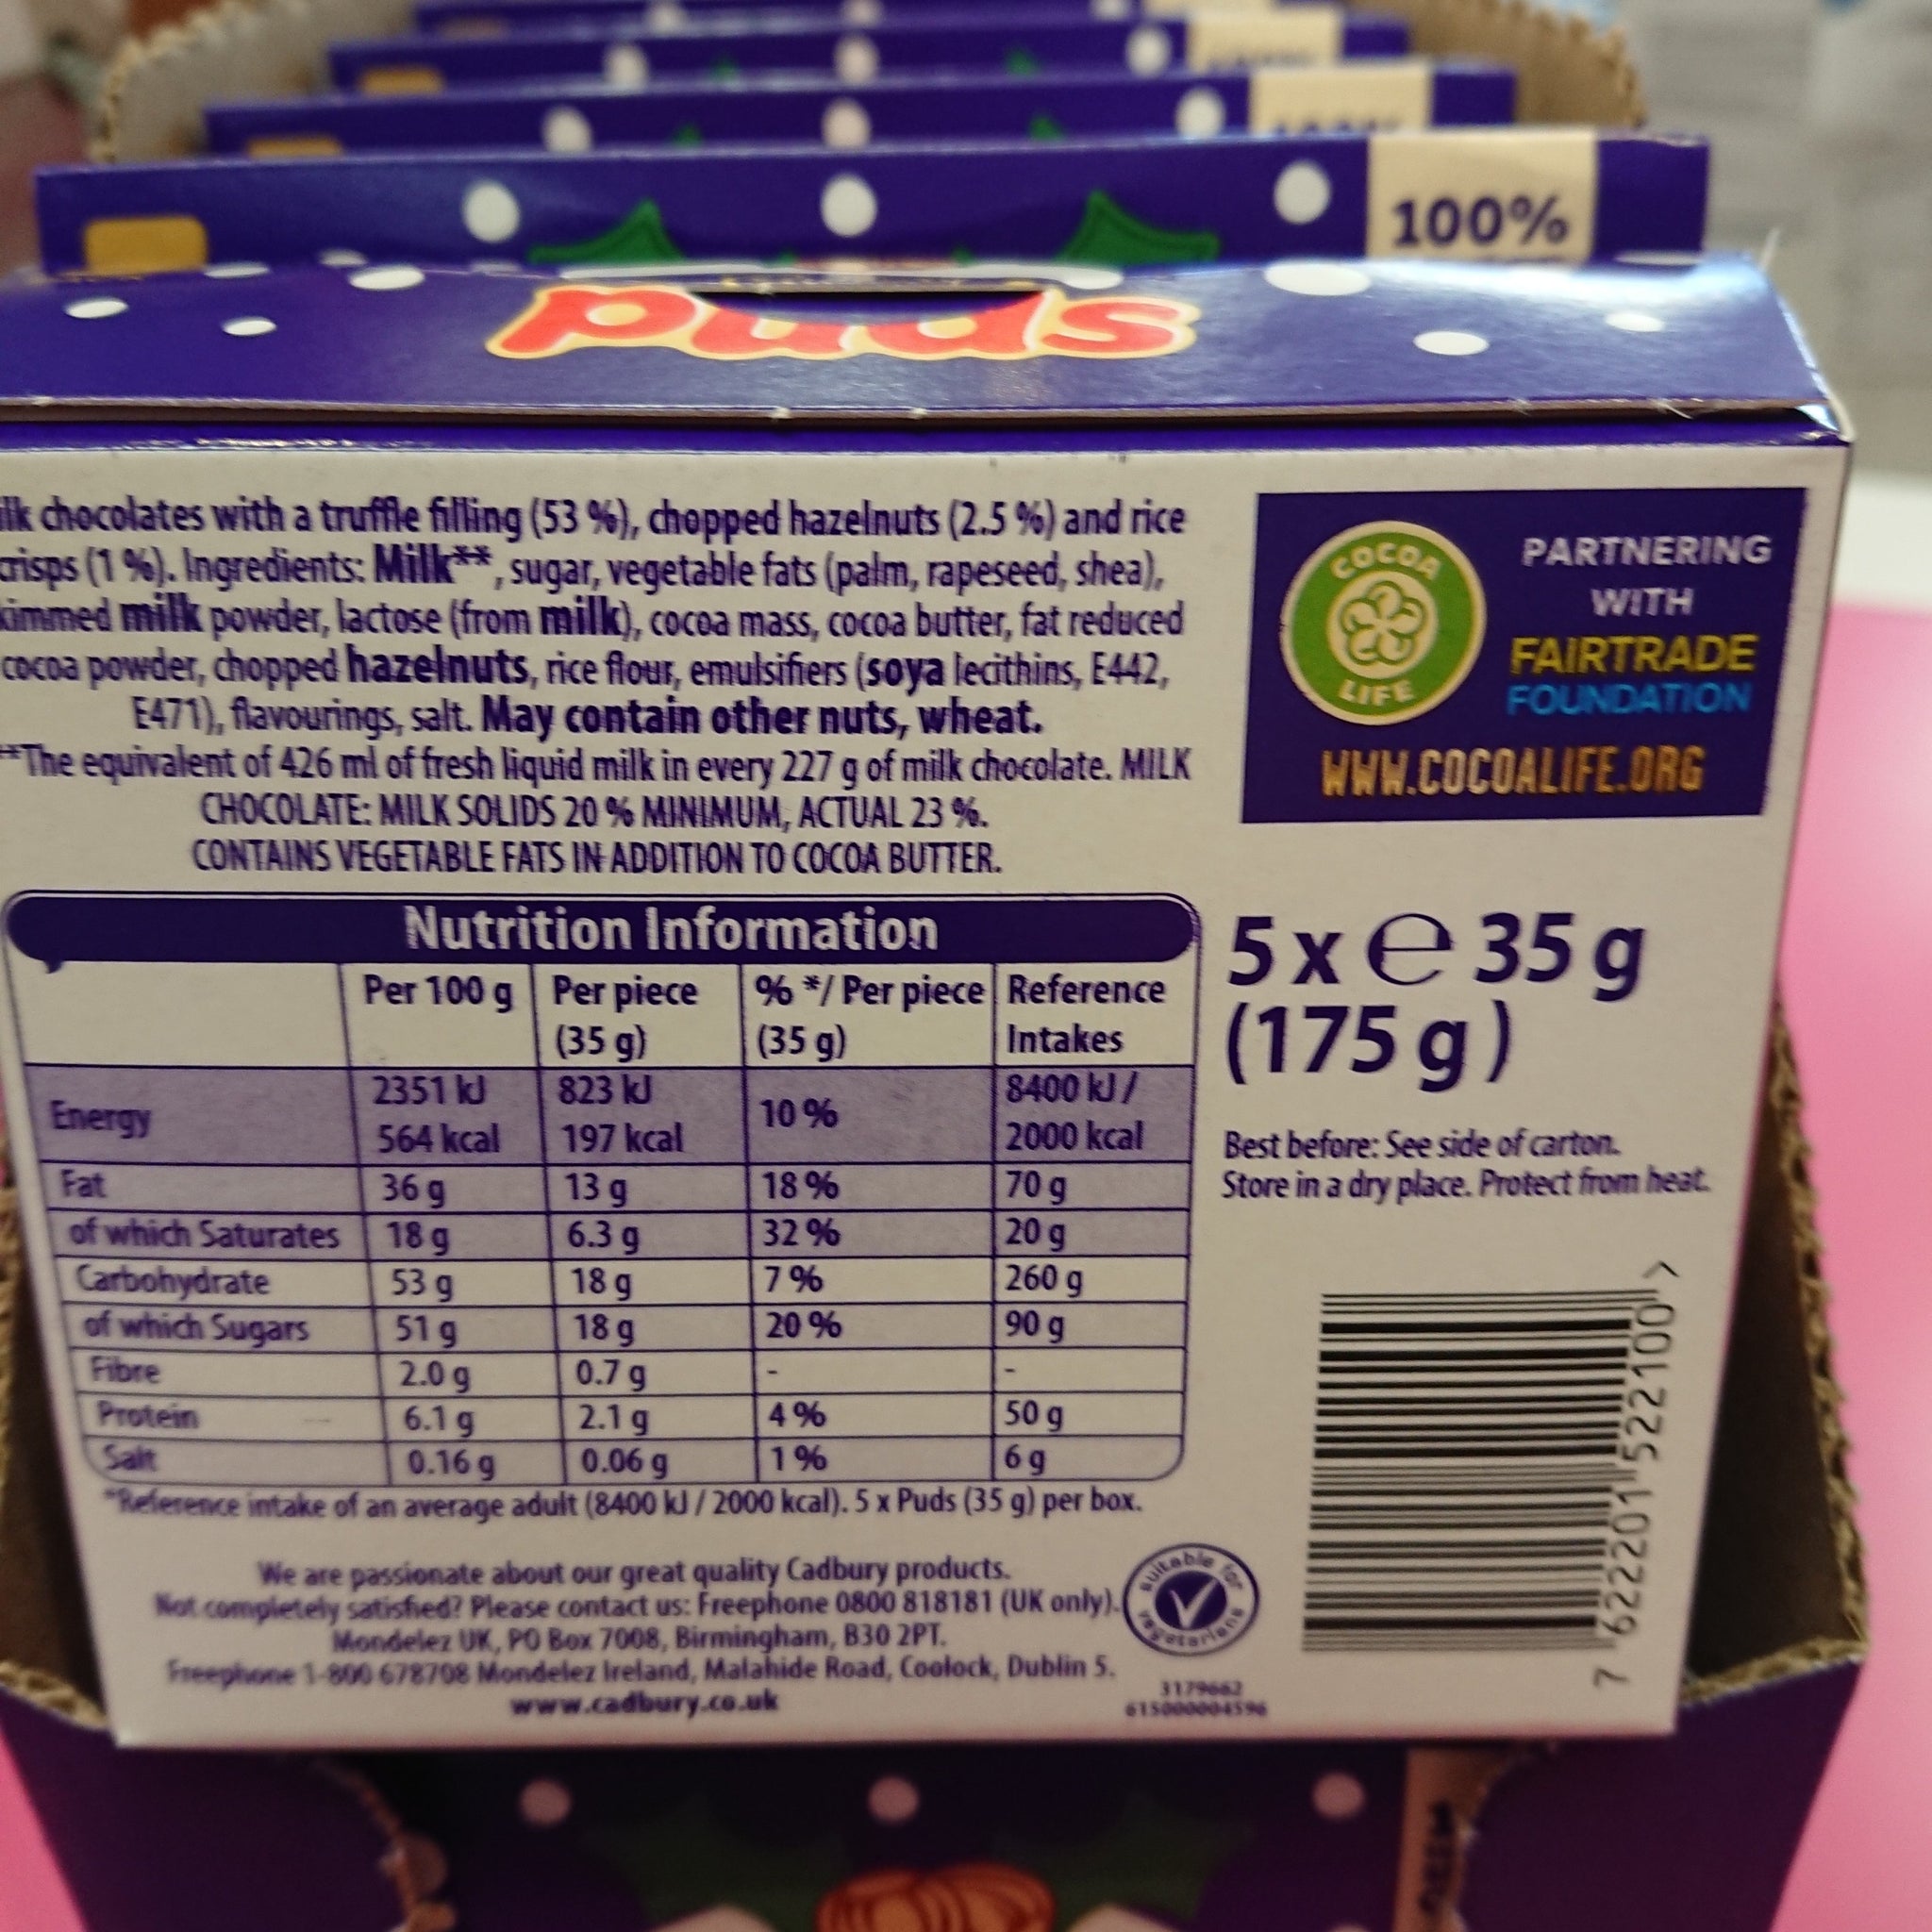 100%
Puds
ilk chocolates with a truffle filling (53 %), chopped hazelnuts (2.5 %) and rice
crisps (1 %). Ingredients: Milk**, sugar, vegetable fats (palm, rapeseed, shea),
kimmed milk powder, lactose (from milk), cocoa mass, cocoa butter, fat reduced
cocoa powder, chopped hazelnuts, rice flour, emulsifiers (soya lecithins, E442,
E471), flavourings, salt. May contain other nuts, wheat.
**The equivalent of 426 ml of fresh liquid milk in every 227 g of milk chocolate. MILK
CHOCOLATE: MILK SOLIDS 20 % MINIMUM, ACTUAL 23 %.
CONTAINS VEGETABLE FATS IN ADDITION TO COCOA BUTTER.
COCOA
LIFE
PARTNERING
WITH
FAIRTRADE
FOUNDATION
WWW.COCOALIFE.ORG
Nutrition Information
Per 100 g Per piece (35 g) % */ Per piece (35 g) Reference Intakes
Energy 2351 kJ 564 kcal 823 kJ 197 kcal 10 % 8400 kJ / 2000 kcal
Fat 36 g 13 g 18 % 70 g
of which Saturates 18 g 6.3 g 32 % 20 g
Carbohydrate 53 g 18 g 7 % 260 g
of which Sugars 51 g 18 g 20 % 90 g
Fibre 2.0 g 0.7 g - -
Protein 6.1 g 2.1 g 4 % 50 g
Salt 0.16 g 0.06 g 1 % 6 g
*Reference intake of an average adult (8400 kJ / 2000 kcal). 5 x Puds (35 g) per box.
5 x e 35 g
(175 g)
Best before: See side of carton.
Store in a dry place. Protect from heat.
7 622201 522100 >
We are passionate about our great quality Cadbury products.
Not completely satisfied? Please contact us: Freephone 0800 818181 (UK only).
Mondelez UK, PO Box 7008, Birmingham, B30 2PT.
Freephone 1-800 678708 Mondelez Ireland, Malahide Road, Coolock, Dublin 5.
www.cadbury.co.uk
suitable for vegetarians
3179662
615000004596